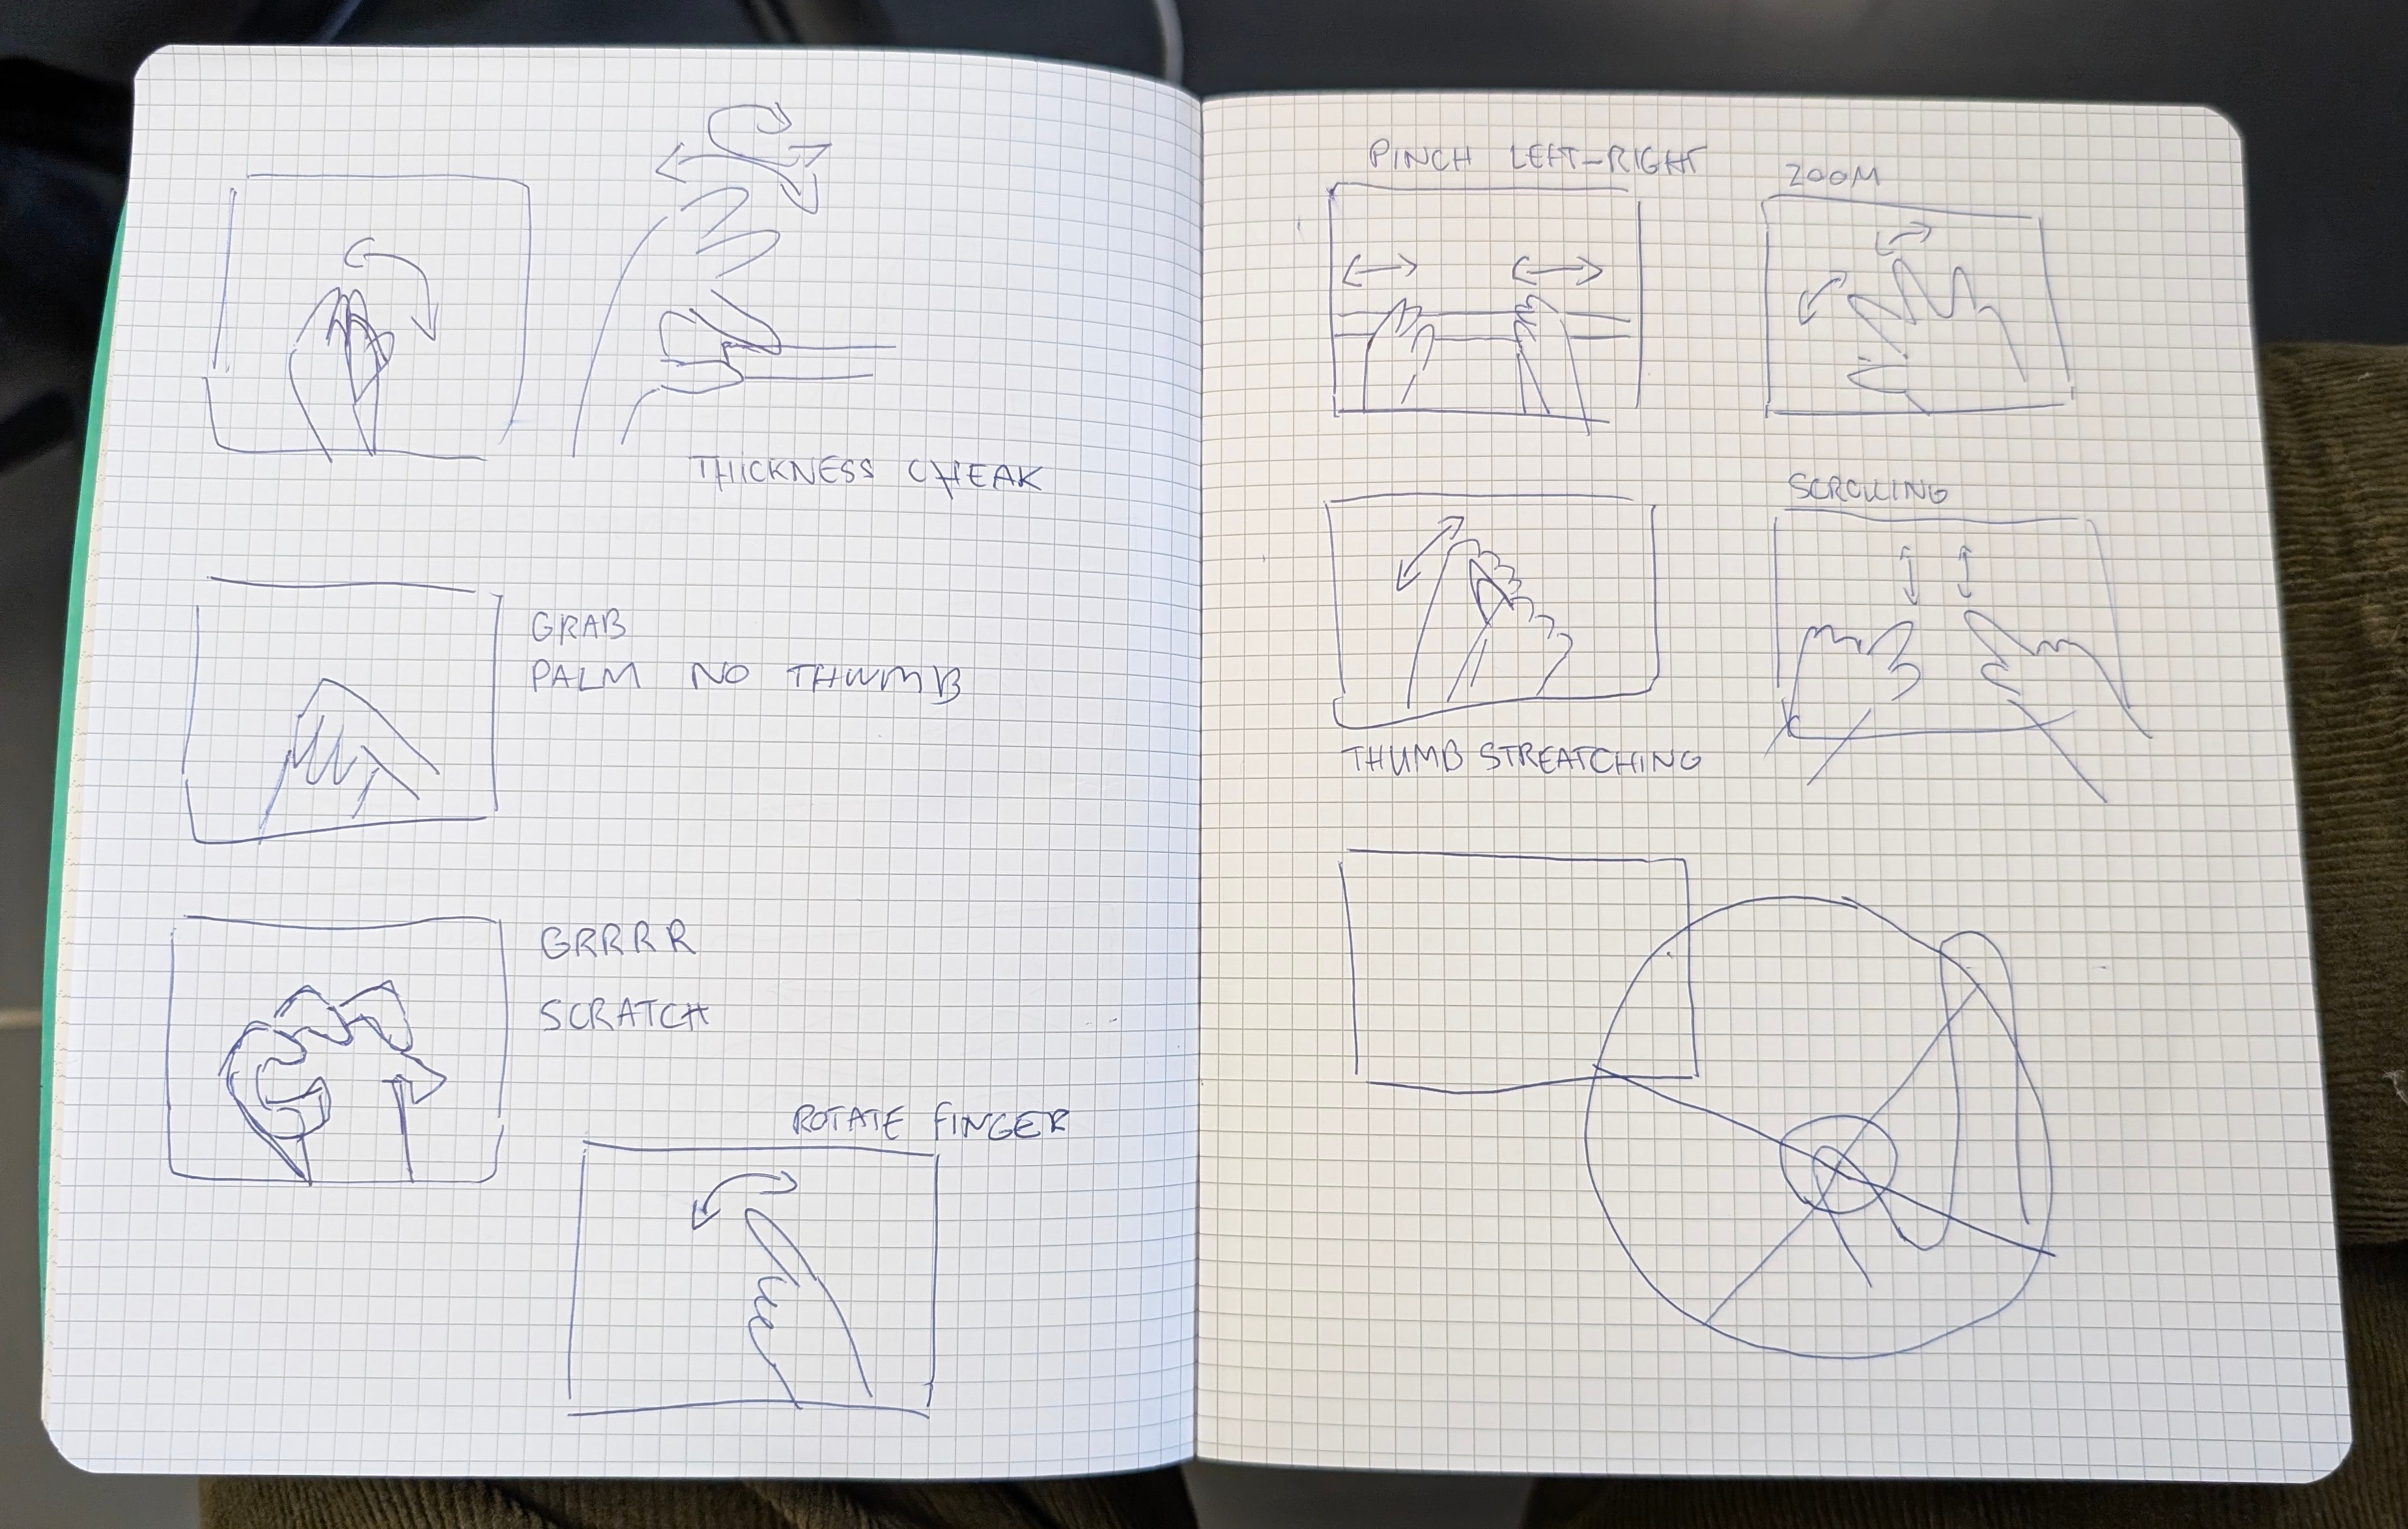 THICKNESS CHEAK
GRAB
PALM NO THUMB
GRRRR
SCRATCH
ROTATE FINGER
PINCH LEFT-RIGHT
ZOOM
SCROLLING
THUMB STREATCHING